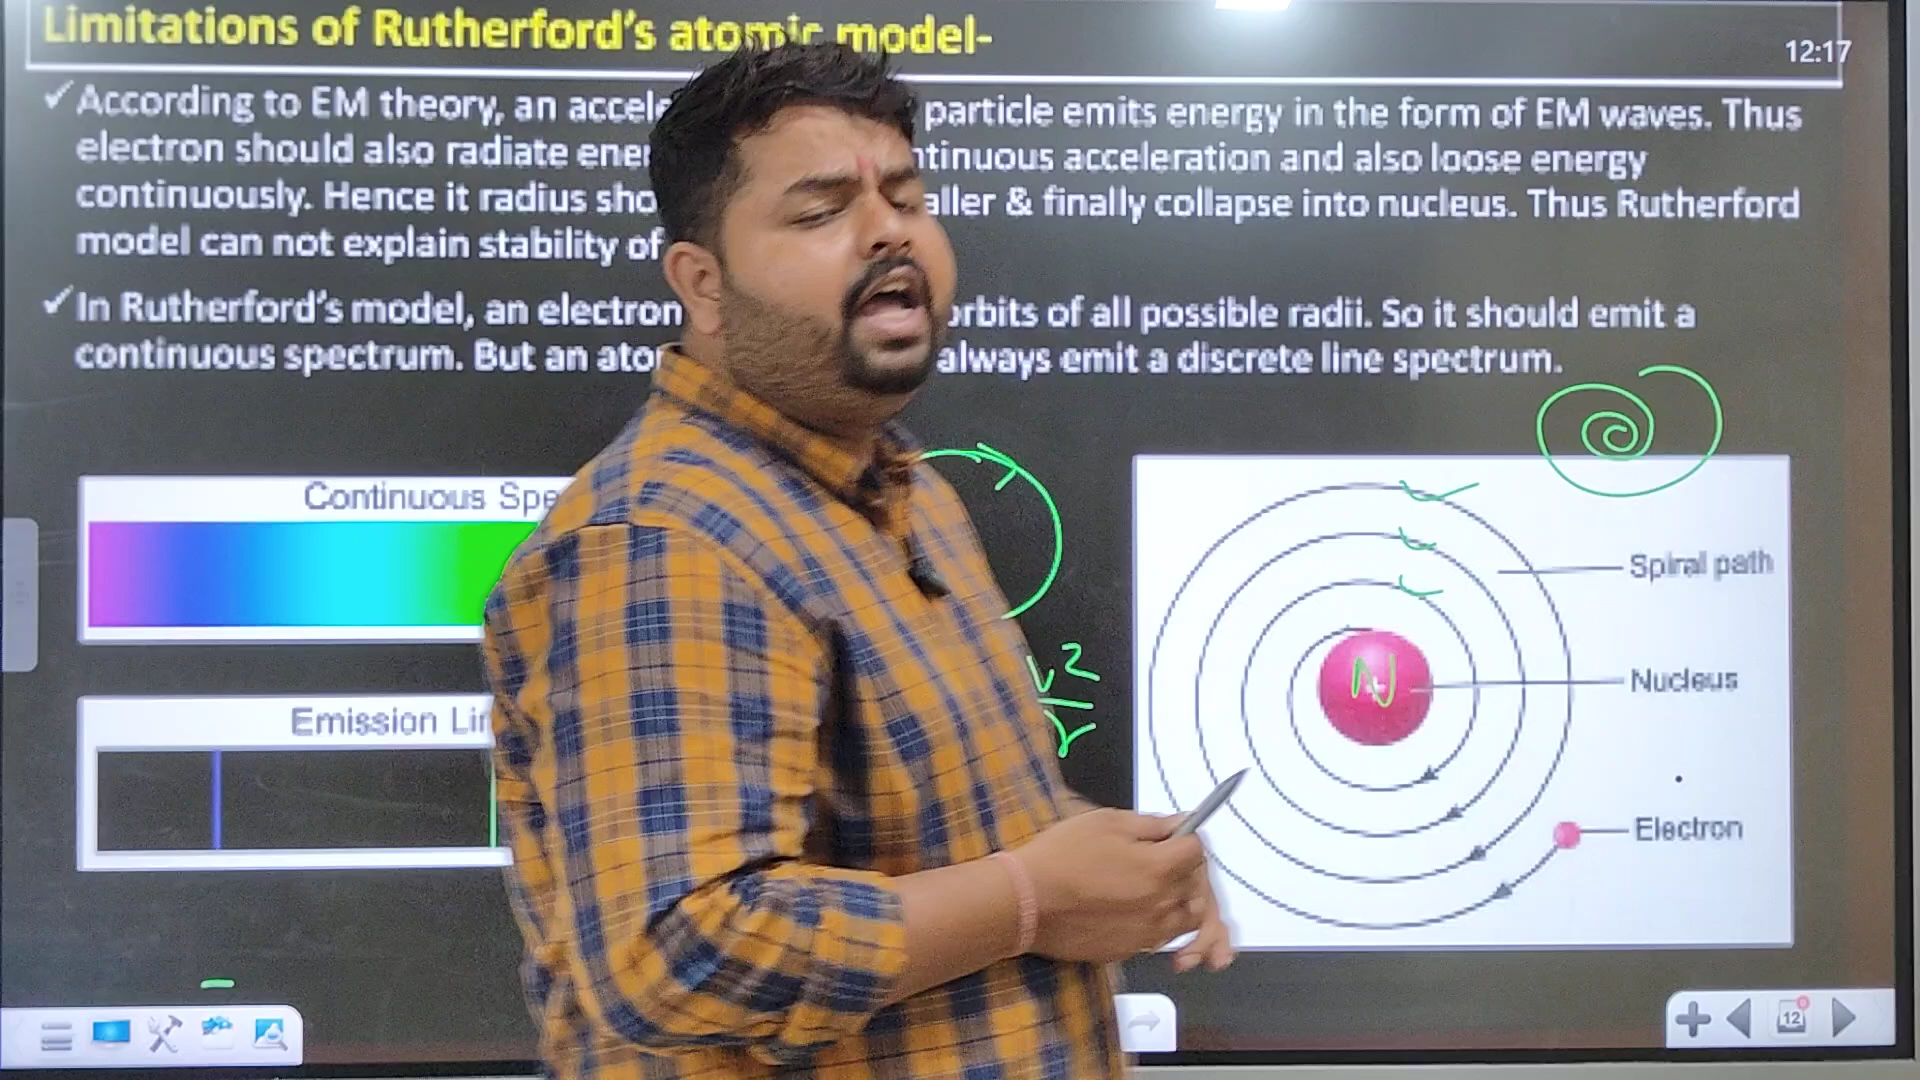 Limitations of Rutherford's atomic model-
12:17
✓ According to EM theory, an accele particle emits energy in the form of EM waves. Thus
electron should also radiate ener ntinuous acceleration and also loose energy
continuously. Hence it radius sho aller & finally collapse into nucleus. Thus Rutherford
model can not explain stability of
✓ In Rutherford's model, an electron orbits of all possible radii. So it should emit a
continuous spectrum. But an ato always emit a discrete line spectrum.
Continuous Spe
Emission Lin
2
r
Spiral path
N
Nucleus
Electron
12